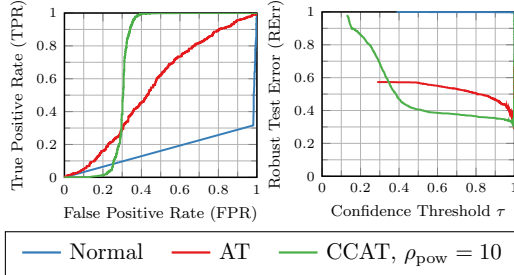 True Positive Rate (TPR)
1
0.8
0.6
0.4
0.2
0
0 0.2 0.4 0.6 0.8 1
False Positive Rate (FPR)
Robust Test Error (RErr)
1
0.8
0.6
0.4
0.2
0
0.2 0.4 0.6 0.8 1
Confidence Threshold τ
Normal AT CCAT, ρpow = 10